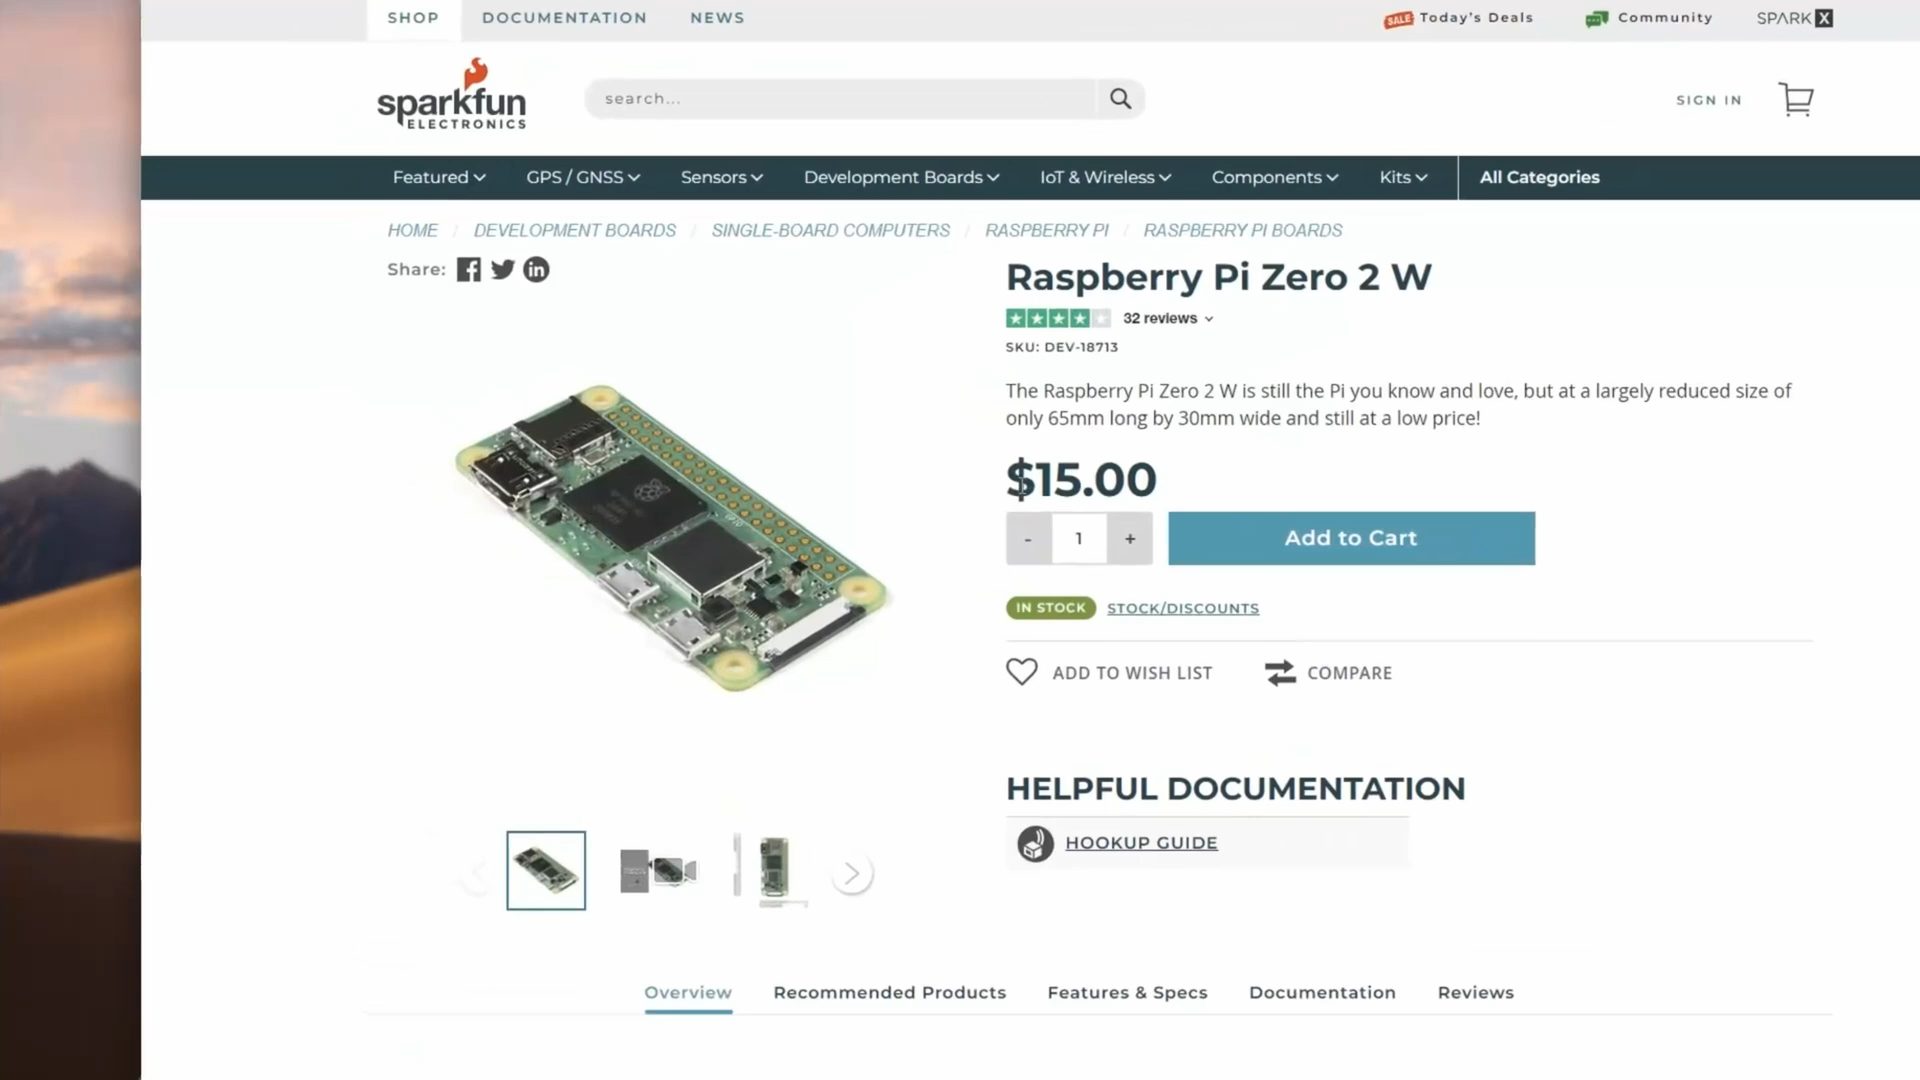 SHOP DOCUMENTATION NEWS
SALE Today's Deals Community SPARK X
sparkfun
ELECTRONICS
search...
SIGN IN
Featured GPS / GNSS Sensors Development Boards IoT & Wireless Components Kits All Categories
HOME / DEVELOPMENT BOARDS / SINGLE-BOARD COMPUTERS / RASPBERRY PI / RASPBERRY PI BOARDS
Share:
Raspberry Pi Zero 2 W
32 reviews
SKU: DEV-18713
The Raspberry Pi Zero 2 W is still the Pi you know and love, but at a largely reduced size of
only 65mm long by 30mm wide and still at a low price!
$15.00
- 1 + Add to Cart
IN STOCK STOCK/DISCOUNTS
ADD TO WISH LIST COMPARE
HELPFUL DOCUMENTATION
HOOKUP GUIDE
Overview Recommended Products Features & Specs Documentation Reviews